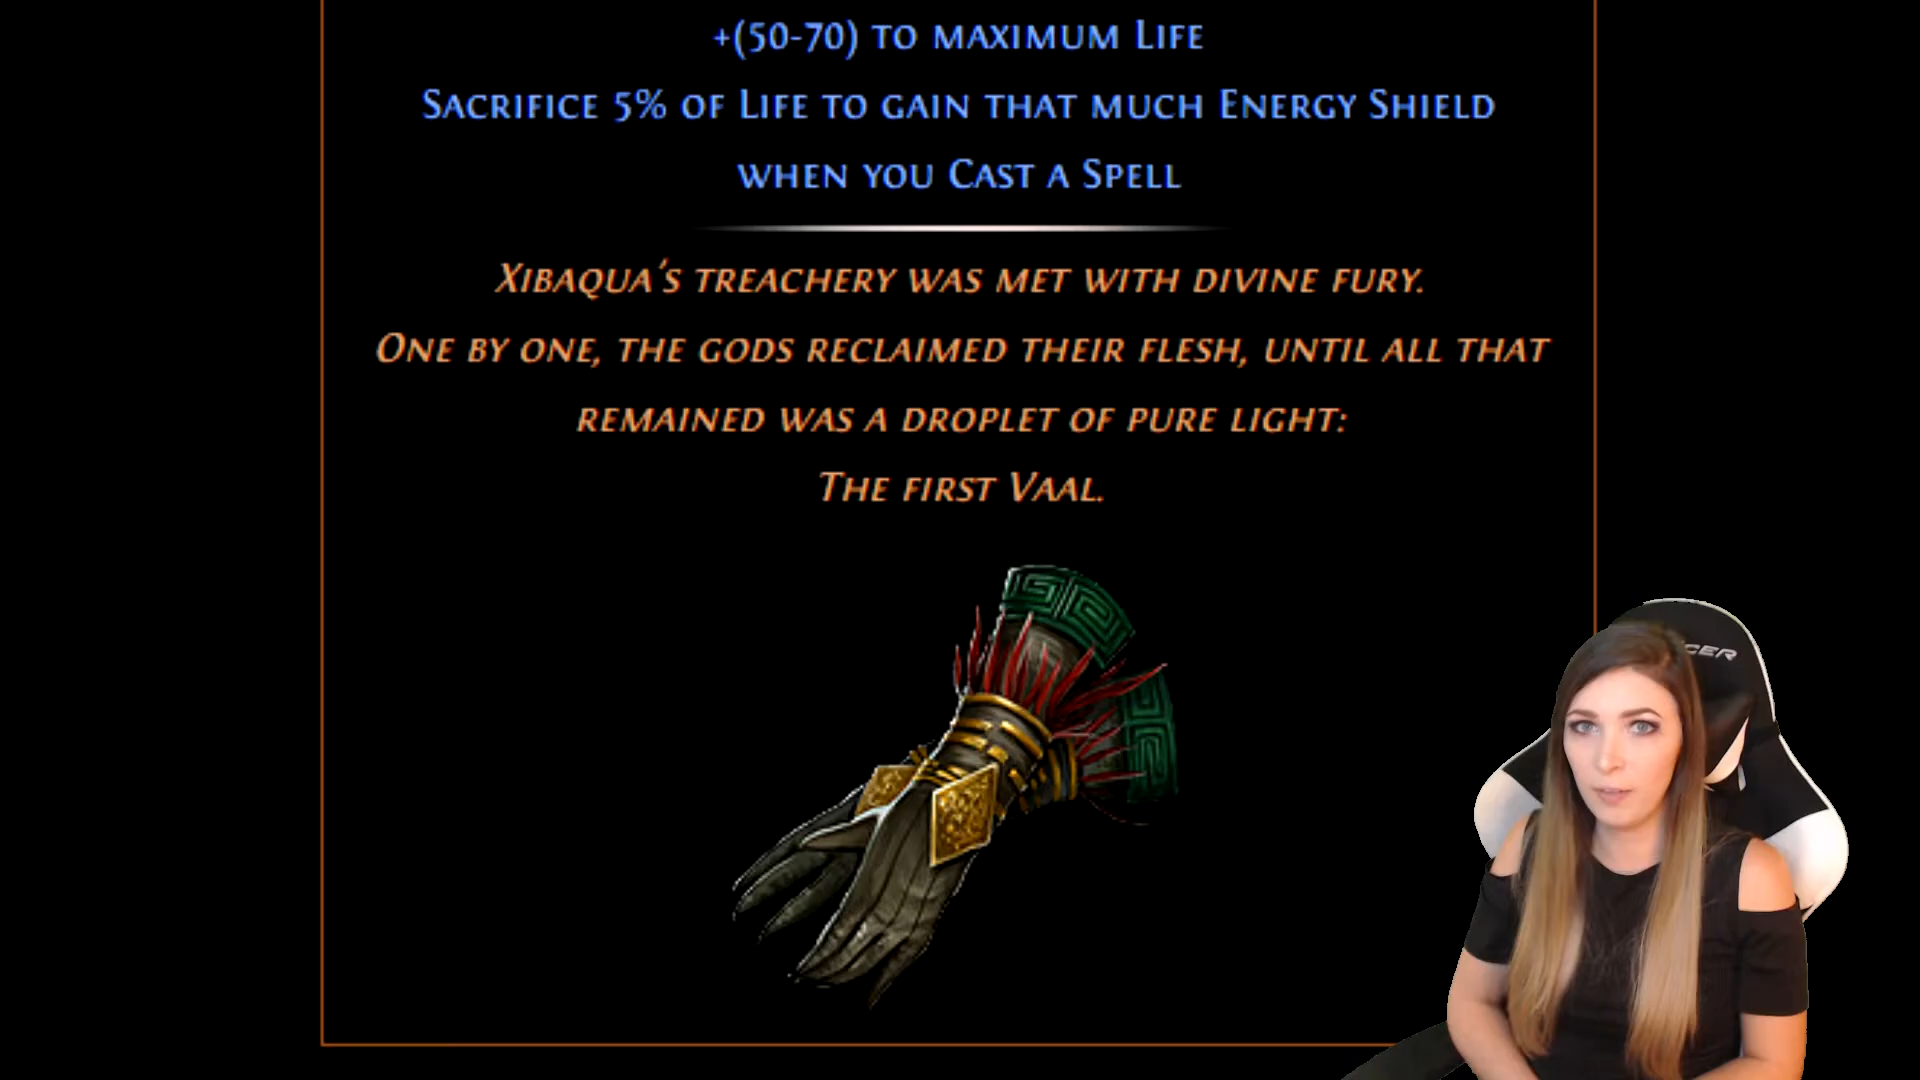 +(50-70) to maximum Life
Sacrifice 5% of Life to gain that much Energy Shield
when you Cast a Spell
Xibaqua's treachery was met with divine fury.
One by one, the gods reclaimed their flesh, until all that
remained was a droplet of pure light:
The first Vaal.